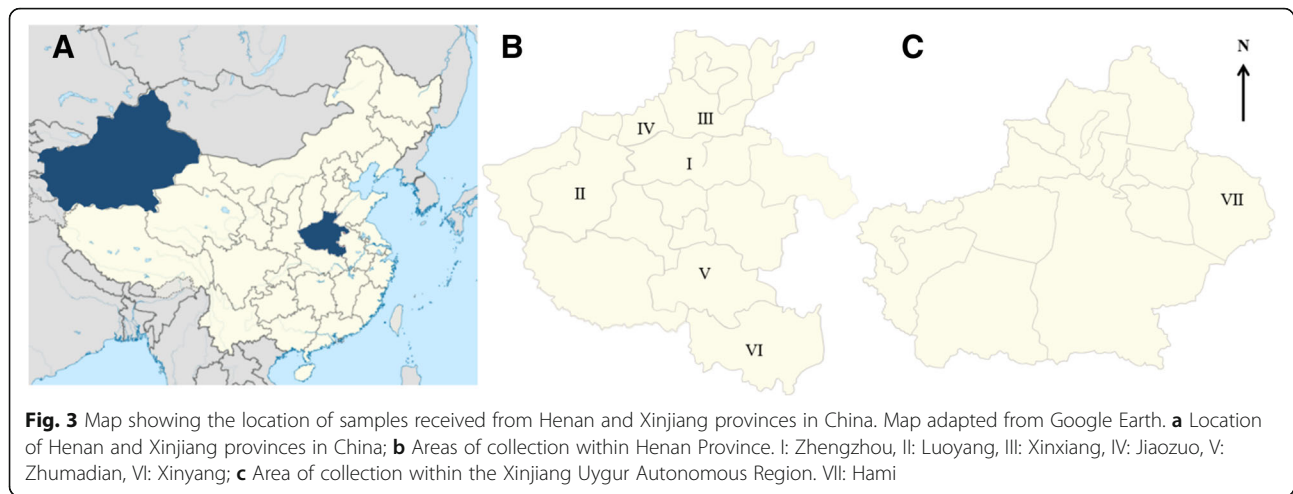 A
B
C
N
IV
III
I
II
VII
V
VI
Fig. 3 Map showing the location of samples received from Henan and Xinjiang provinces in China. Map adapted from Google Earth. a Location
of Henan and Xinjiang provinces in China; b Areas of collection within Henan Province. I: Zhengzhou, II: Luoyang, III: Xinxiang, IV: Jiaozuo, V:
Zhumadian, VI: Xinyang; c Area of collection within the Xinjiang Uygur Autonomous Region. VII: Hami